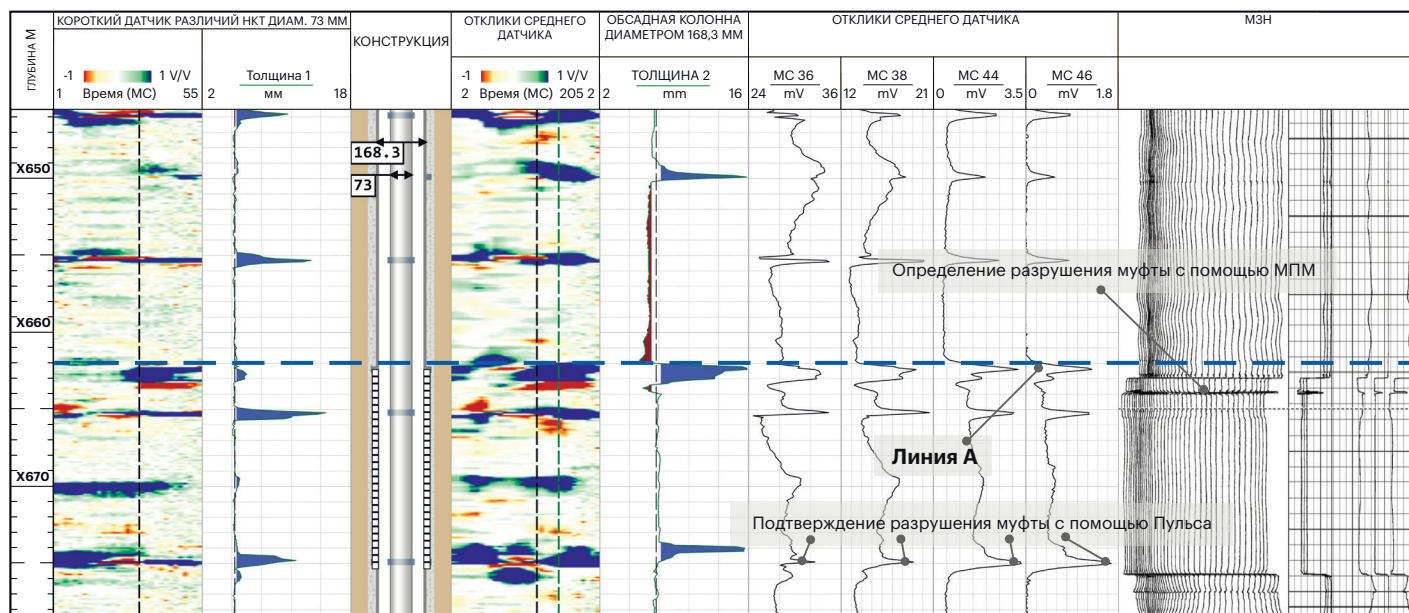 ГЛУБИНА М
КОРОТКИЙ ДАТЧИК РАЗЛИЧИЙ НКТ ДИАМ. 73 ММ
-1 1 V/V
1 Время (МС) 55
Толщина 1
2 мм 18
КОНСТРУКЦИЯ
ОТКЛИКИ СРЕДНЕГО
ДАТЧИКА
-1 1 V/V
2 Время (МС) 205 2
ОБСАДНАЯ КОЛОННА
ДИАМЕТРОМ 168,3 ММ
ТОЛЩИНА 2
2 mm 16
ОТКЛИКИ СРЕДНЕГО ДАТЧИКА
МС 36
24 mV 36
МС 38
12 mV 21
МС 44
0 mV 3.5
МС 46
0 mV 1.8
МЗН
168.3
X650
73
Определение разрушения муфты с помощью МПМ
X660
Линия А
X670
Подтверждение разрушения муфты с помощью Пульса